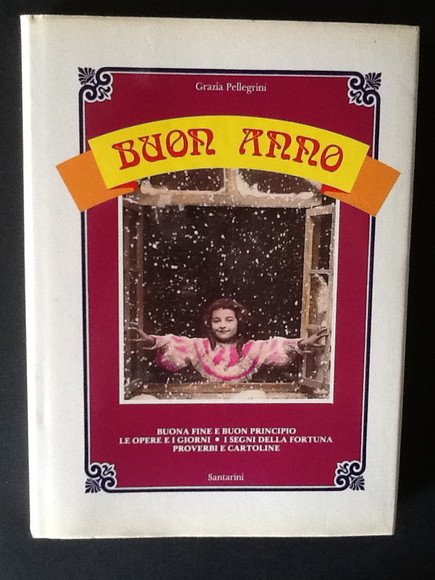 Grazia Pellegrini
BUON ANNO
BUONA FINE E BUON PRINCIPIO
LE OPERE E I GIORNI • I SEGNI DELLA FORTUNA
PROVERBI E CARTOLINE
Santarini